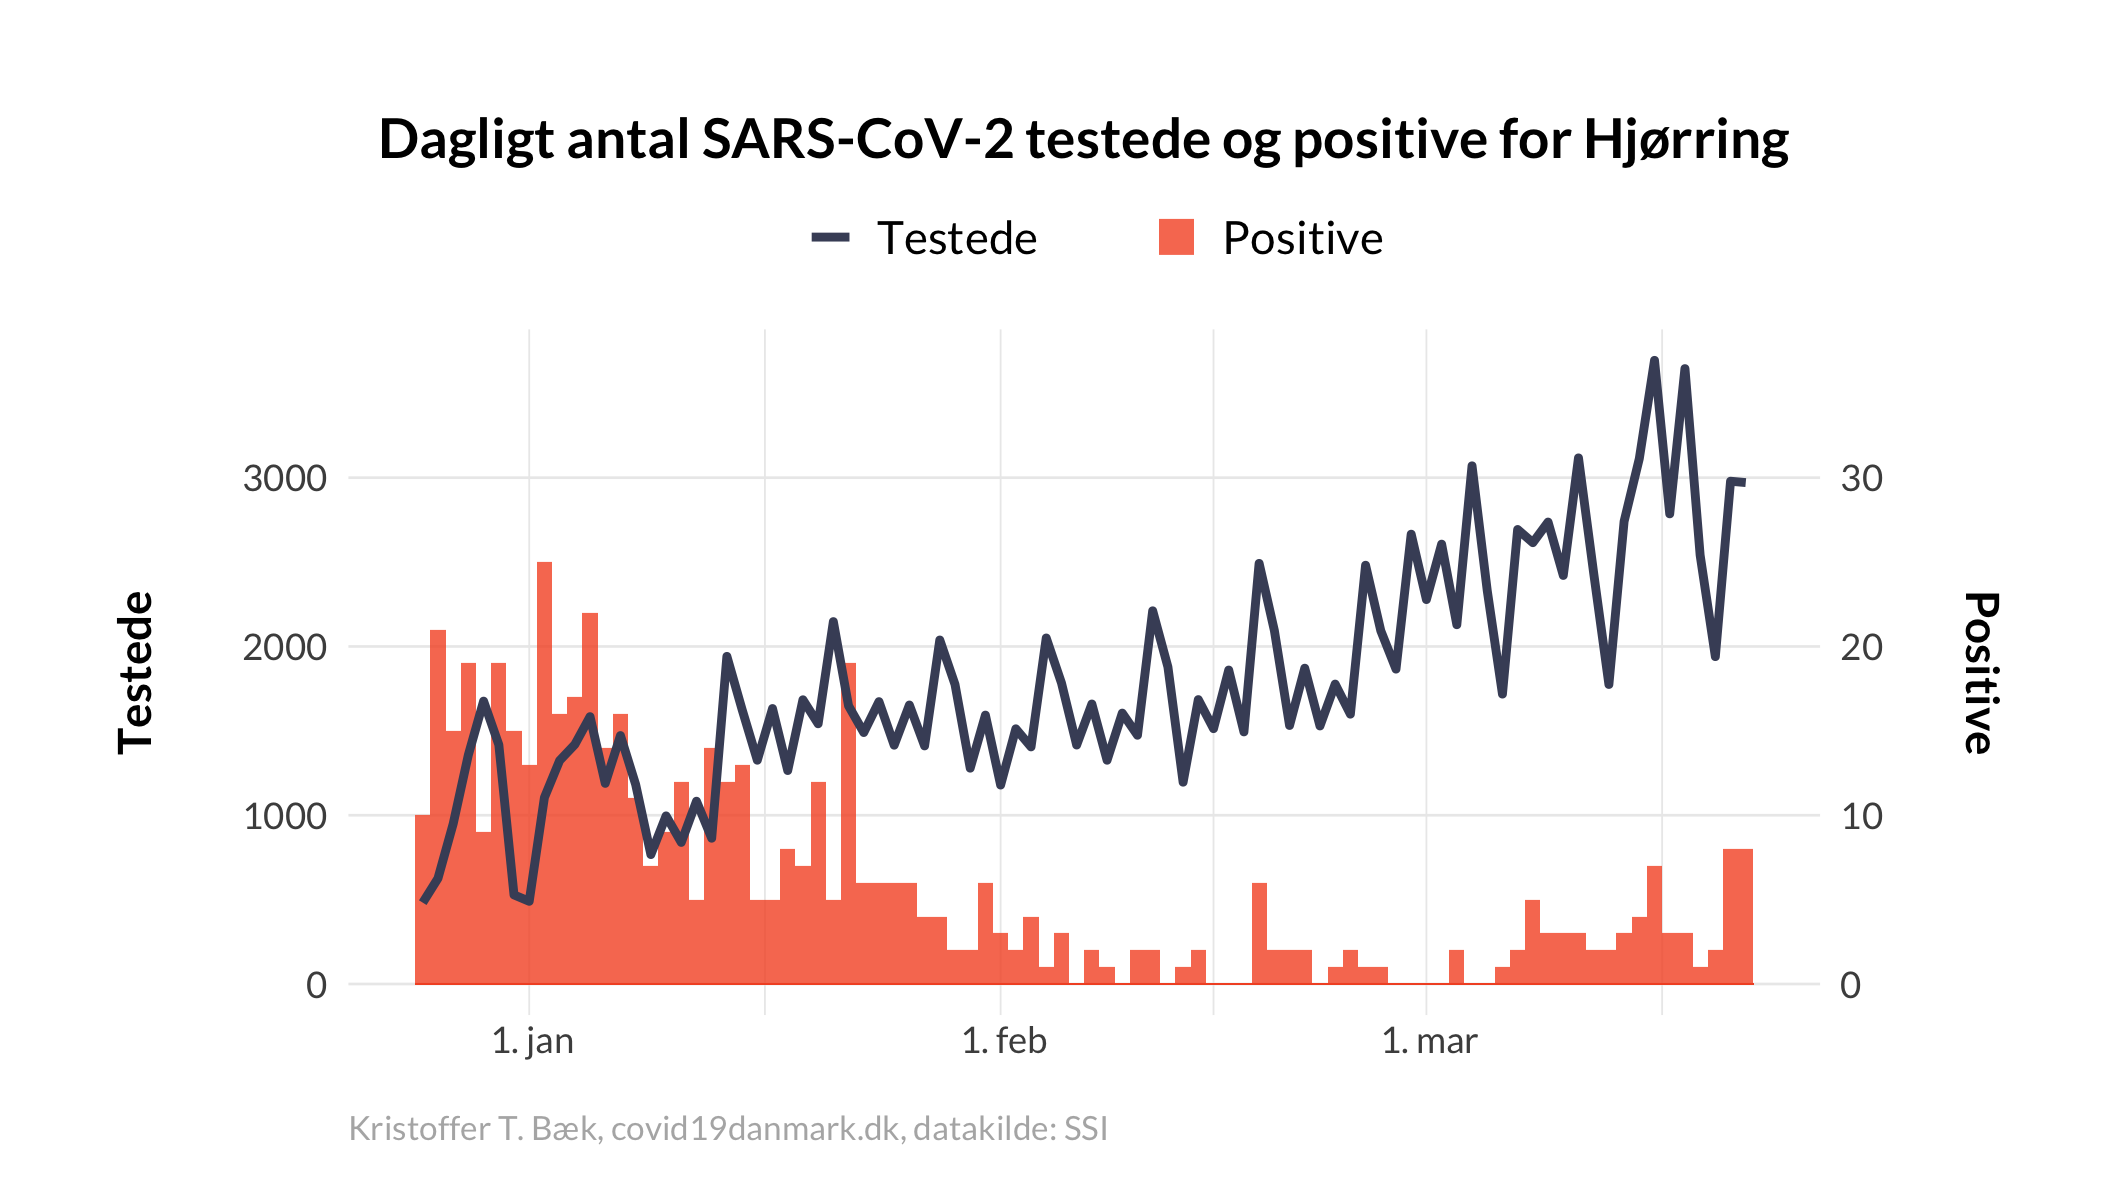 Dagligt antal SARS-CoV-2 testede og positive for Hjørring
Testede
Positive
3000
2000
1000
0
30
20
10
0
Testede
Positive
1. jan
1. feb
1. mar
Kristoffer T. Bæk, covid19danmark.dk, datakilde: SSI